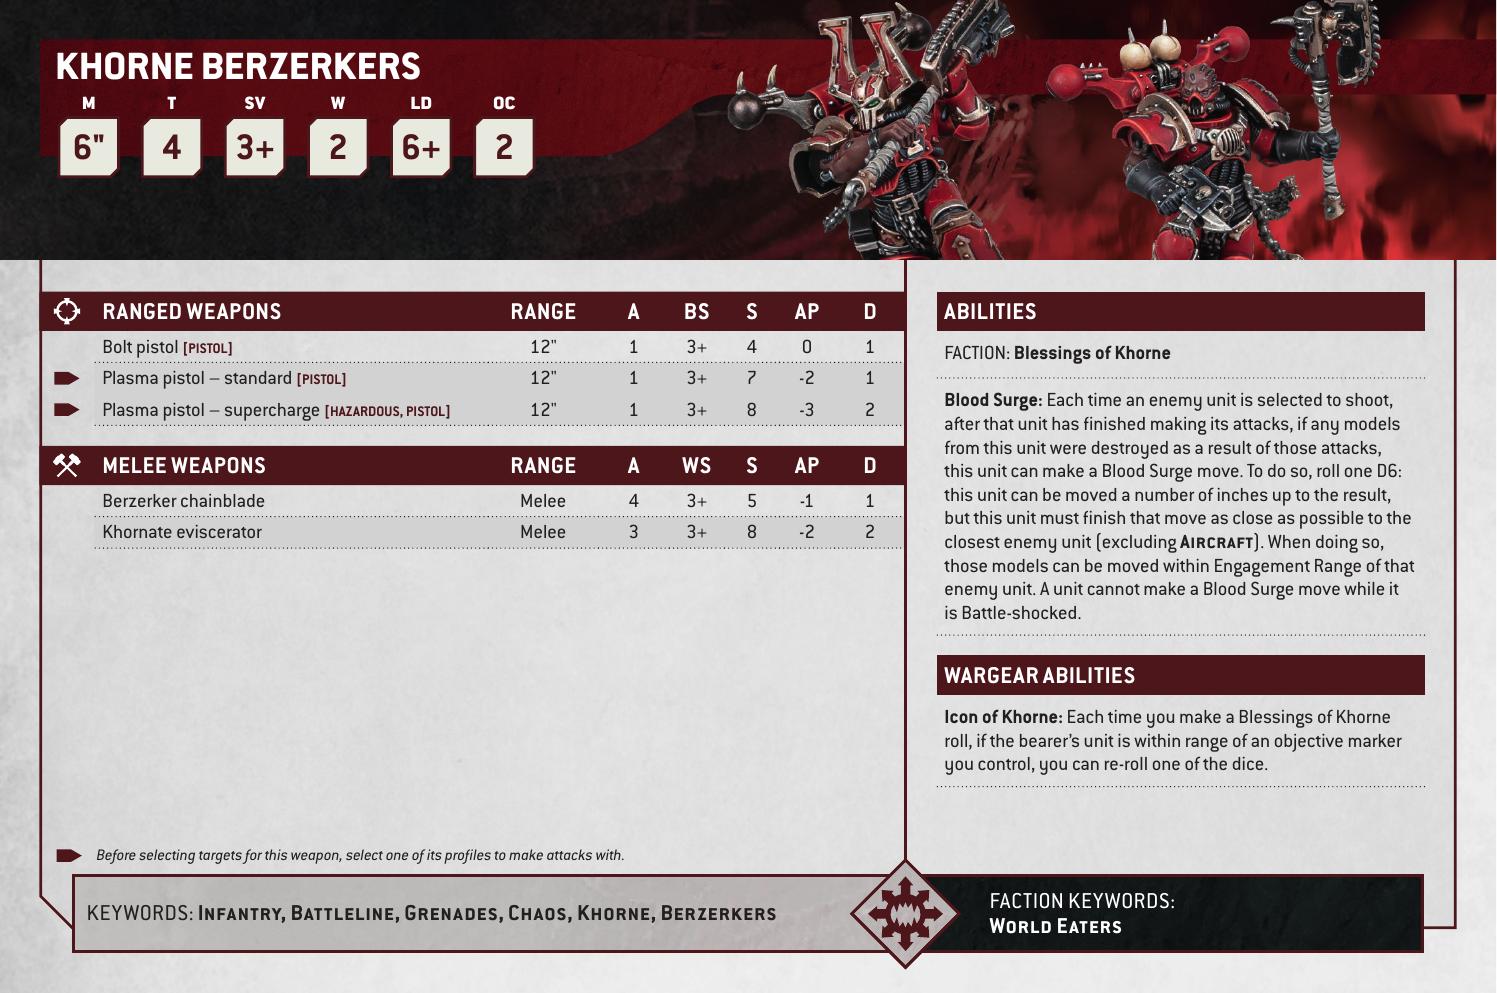 KHORNE BERZERKERS
M T SV W LD OC
6" 4 3+ 2 6+ 2
RANGED WEAPONS RANGE A BS S AP D
Bolt pistol [PISTOL] 12" 1 3+ 4 0 1
Plasma pistol – standard [PISTOL] 12" 1 3+ 7 -2 1
Plasma pistol – supercharge [HAZARDOUS, PISTOL] 12" 1 3+ 8 -3 2
MELEE WEAPONS RANGE A WS S AP D
Berzerker chainblade Melee 4 3+ 5 -1 1
Khornate eviscerator Melee 3 3+ 8 -2 2
Before selecting targets for this weapon, select one of its profiles to make attacks with.
ABILITIES
FACTION: Blessings of Khorne
Blood Surge: Each time an enemy unit is selected to shoot,
after that unit has finished making its attacks, if any models
from this unit were destroyed as a result of those attacks,
this unit can make a Blood Surge move. To do so, roll one D6:
this unit can be moved a number of inches up to the result,
but this unit must finish that move as close as possible to the
closest enemy unit (excluding AIRCRAFT). When doing so,
those models can be moved within Engagement Range of that
enemy unit. A unit cannot make a Blood Surge move while it
is Battle-shocked.
WARGEAR ABILITIES
Icon of Khorne: Each time you make a Blessings of Khorne
roll, if the bearer's unit is within range of an objective marker
you control, you can re-roll one of the dice.
KEYWORDS: INFANTRY, BATTLELINE, GRENADES, CHAOS, KHORNE, BERZERKERS
FACTION KEYWORDS:
WORLD EATERS